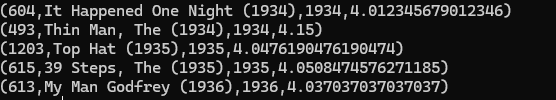 (604,It Happened One Night (1934),1934,4.012345679012346)
(493,Thin Man, The (1934),1934,4.15)
(1203,Top Hat (1935),1935,4.0476190476190474)
(615,39 Steps, The (1935),1935,4.0508474576271185)
(613,My Man Godfrey (1936),1936,4.037037037037037)